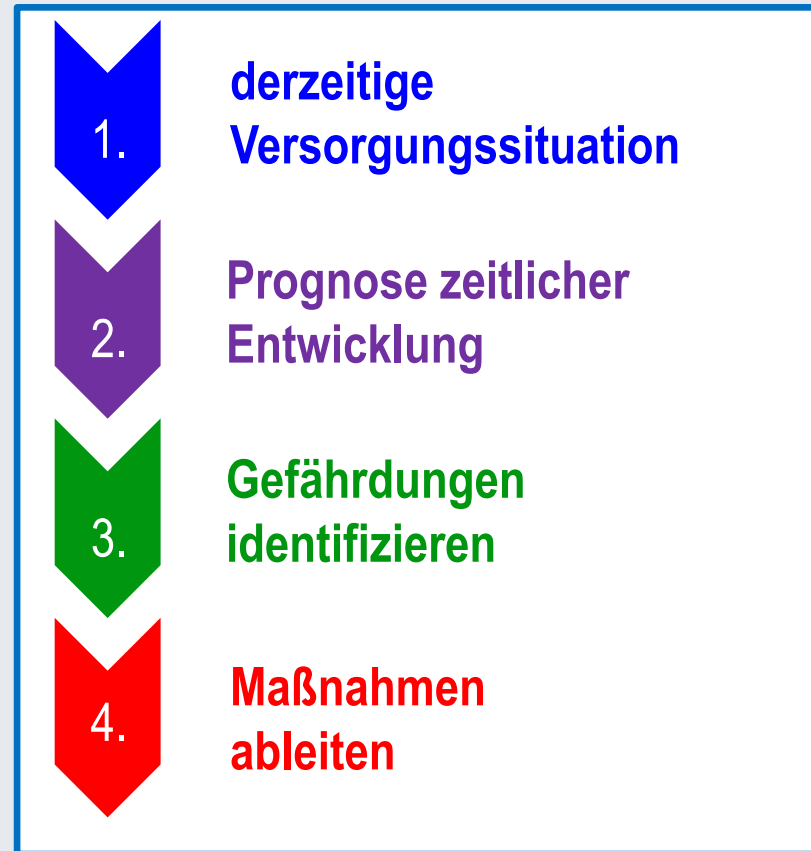 1.
derzeitige
Versorgungssituation
2.
Prognose zeitlicher
Entwicklung
3.
Gefährdungen
identifizieren
4.
Maßnahmen
ableiten